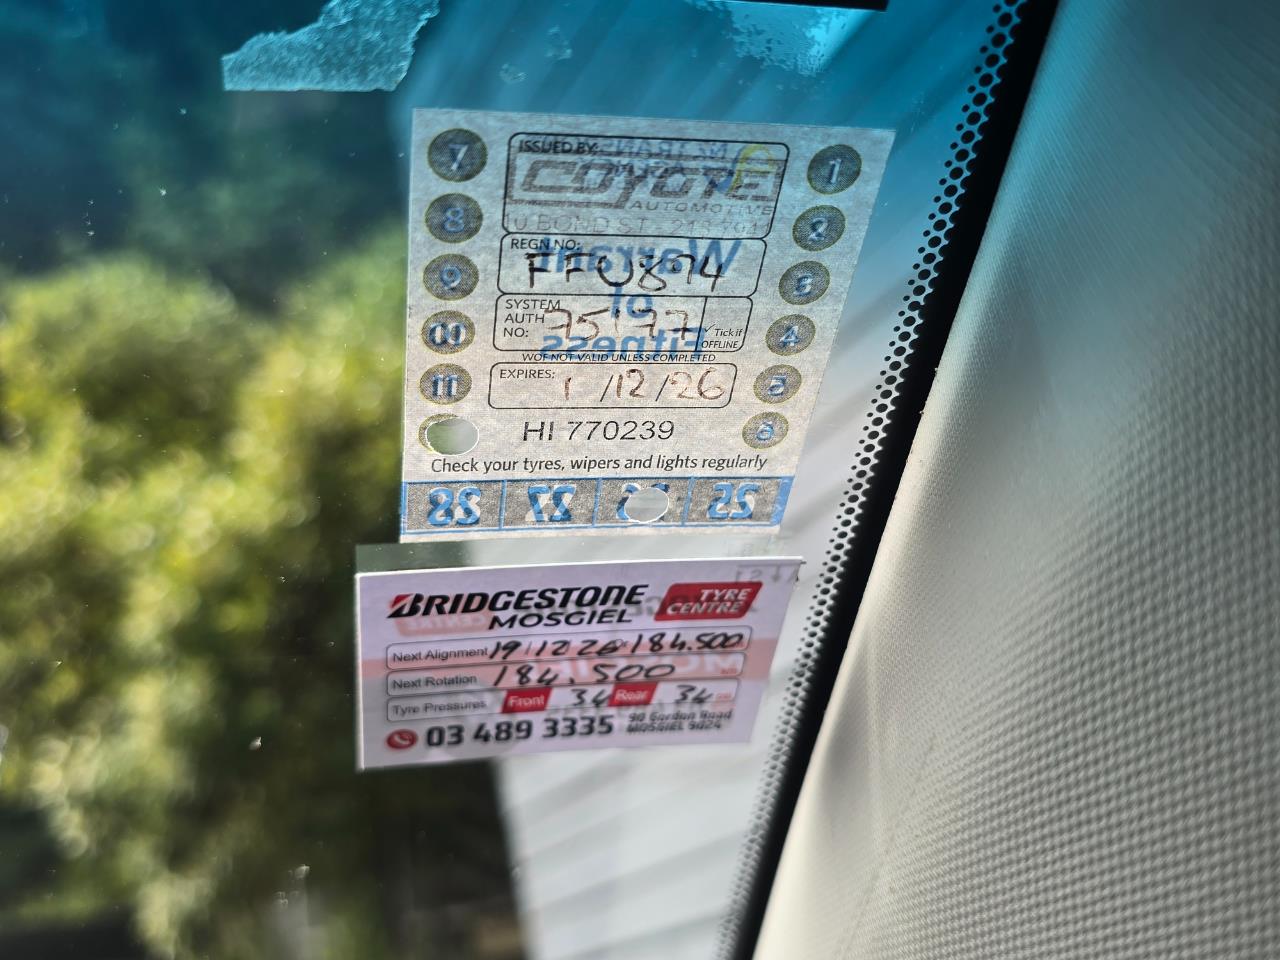 7
1
ISSUED BY:
COYOTE
AUTOMOTIVE
BOND ST
8
2
REGN NO:
FFU894
Warrant
of
Fitness
9
3
SYSTEM
AUTH
NO:
75177
✓ Tick if
OFFLINE
10
4
WOF NOT VALID UNLESS COMPLETED
11
5
EXPIRES:
1/12/26
6
HI 770239
Check your tyres, wipers and lights regularly
28 27 25
BRIDGESTONE
MOSGIEL
TYRE
CENTRE
Next Alignment 19/12/26 184.500
Next Rotation 184.500
Tyre Pressures Front 34 Rear 34
03 489 3335
90 Gordon Road
MOSGIEL 9024